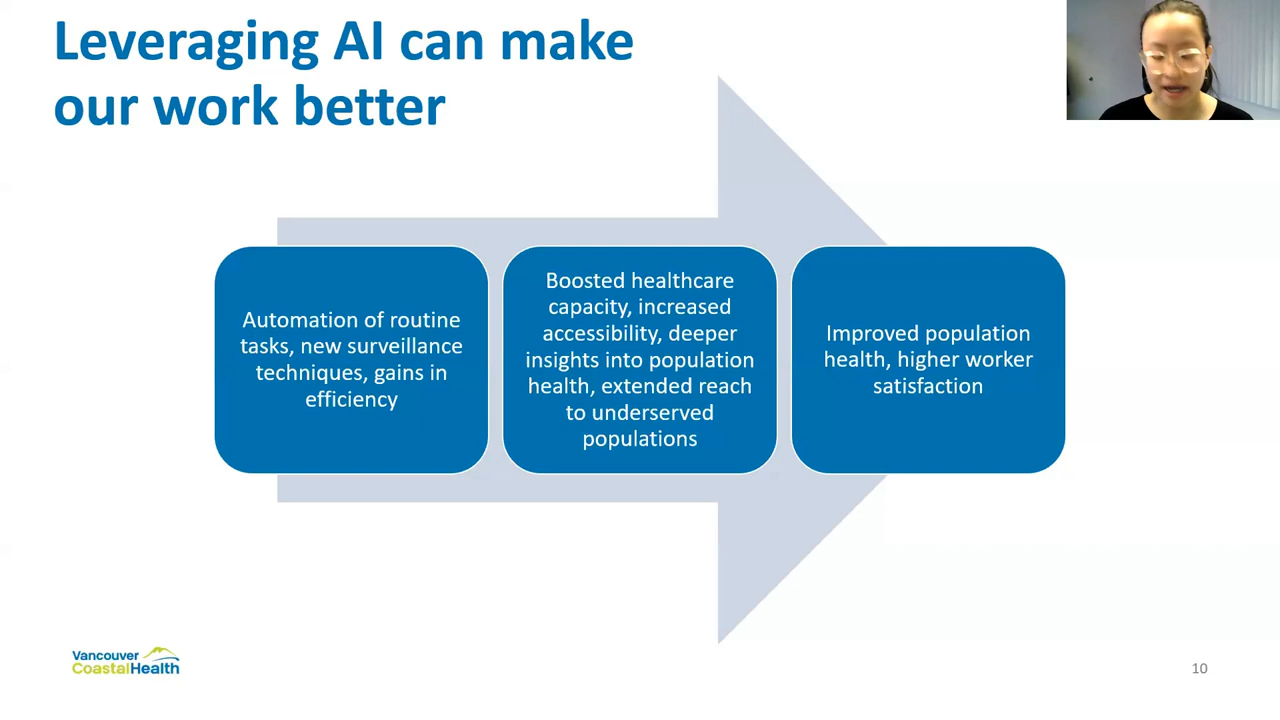 Leveraging AI can make
our work better
Automation of routine
tasks, new surveillance
techniques, gains in
efficiency
Boosted healthcare
capacity, increased
accessibility, deeper
insights into population
health, extended reach
to underserved
populations
Improved population
health, higher worker
satisfaction
Vancouver
CoastalHealth
10